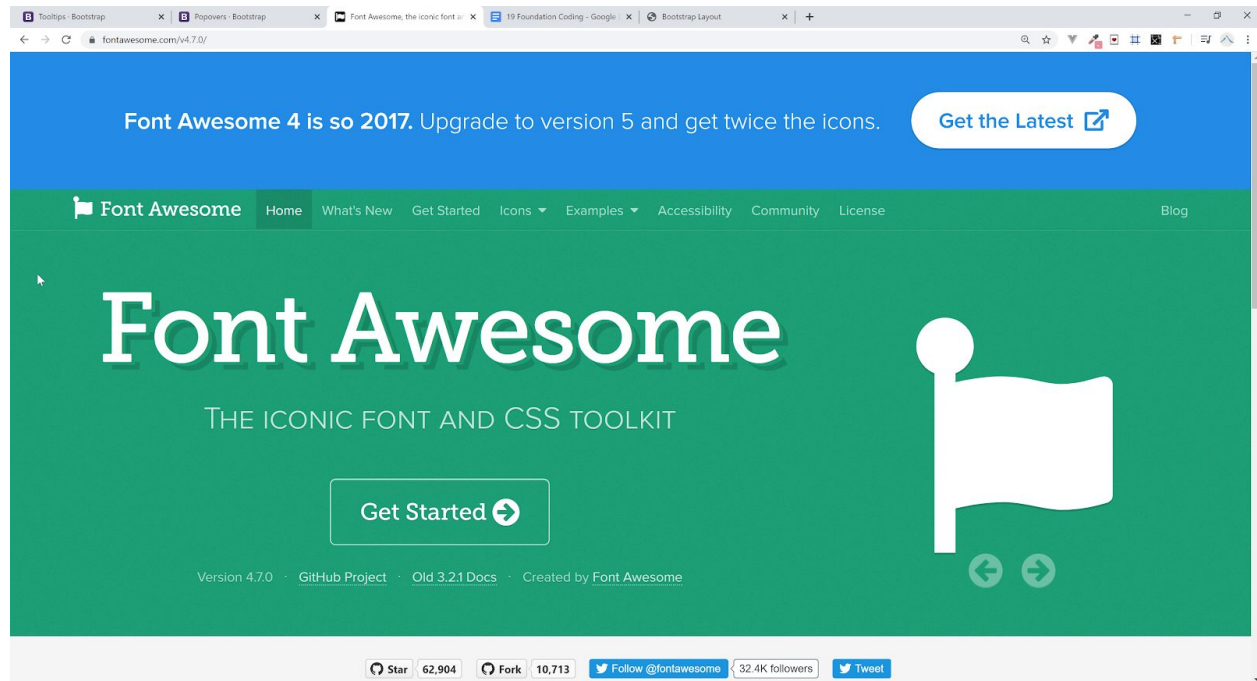 Tooltips · Bootstrap
Popovers · Bootstrap
Font Awesome, the iconic font an
19 Foundation Coding - Google
Bootstrap Layout
fontawesome.com/v4.7.0/
Font Awesome 4 is so 2017. Upgrade to version 5 and get twice the icons.
Get the Latest
Font Awesome Home What's New Get Started Icons Examples Accessibility Community License Blog
Font Awesome
THE ICONIC FONT AND CSS TOOLKIT
Get Started
Version 4.7.0 · GitHub Project · Old 3.2.1 Docs · Created by Font Awesome
Star 62,904 Fork 10,713 Follow @fontawesome 32.4K followers Tweet